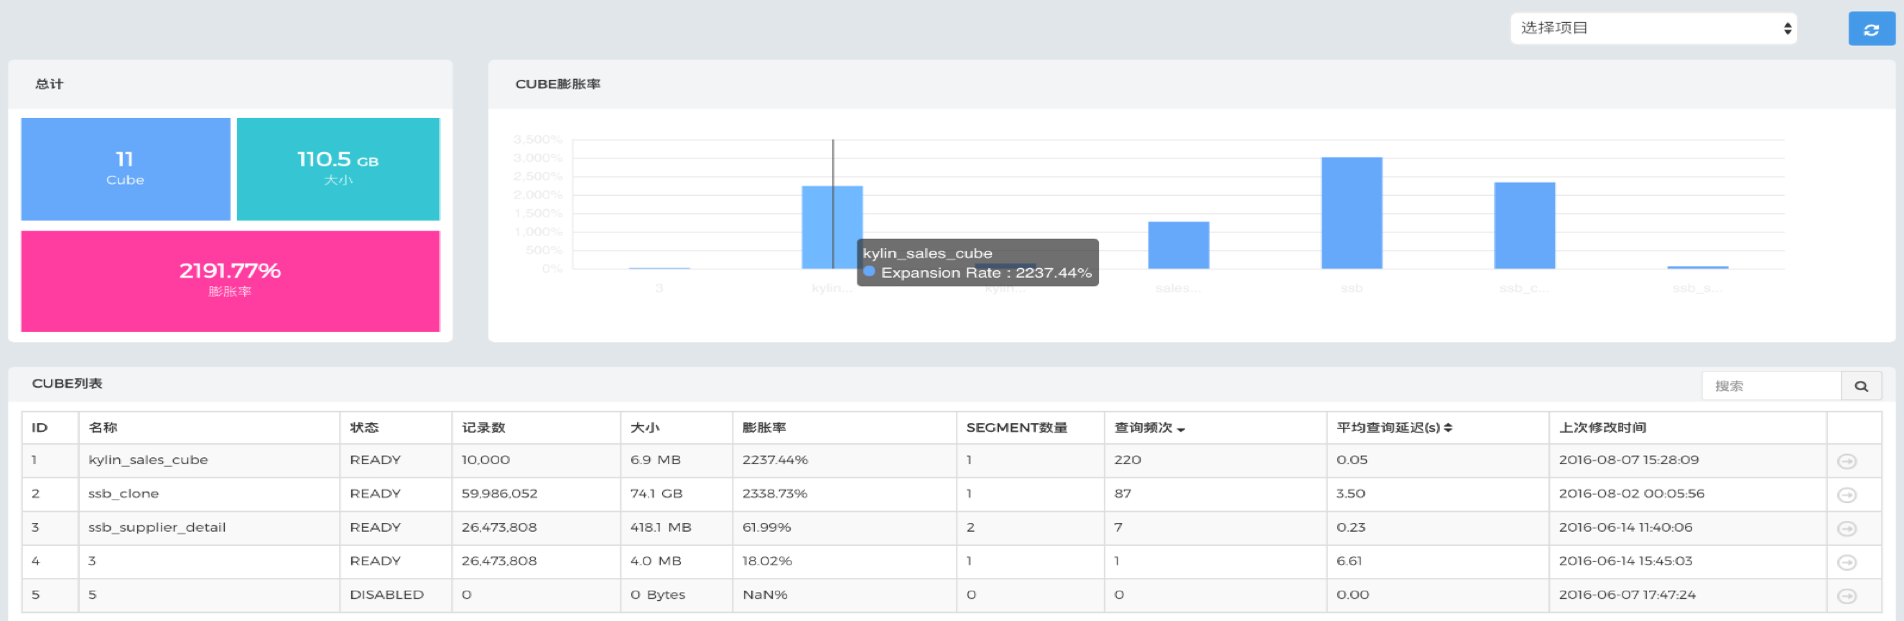 选择项目
总计
CUBE膨胀率
11
Cube
110.5 GB
大小
2191.77%
膨胀率
3,500%
3,000%
2,500%
2,000%
1,500%
1,000%
500%
0%
kylin_sales_cube
Expansion Rate : 2237.44%
3 kylin... kylin... sales... ssb ssb_c... ssb_s...
CUBE列表
搜索
ID 名称 状态 记录数 大小 膨胀率 SEGMENT数量 查询频次 平均查询延迟(s) 上次修改时间
1 kylin_sales_cube READY 10,000 6.9 MB 2237.44% 1 220 0.05 2016-08-07 15:28:09
2 ssb_clone READY 59,986,052 74.1 GB 2338.73% 1 87 3.50 2016-08-02 00:05:56
3 ssb_supplier_detail READY 26,473,808 418.1 MB 61.99% 2 7 0.23 2016-06-14 11:40:06
4 3 READY 26,473,808 4.0 MB 18.02% 1 1 6.61 2016-06-14 15:45:03
5 5 DISABLED 0 0 Bytes NaN% 0 0 0.00 2016-06-07 17:47:24